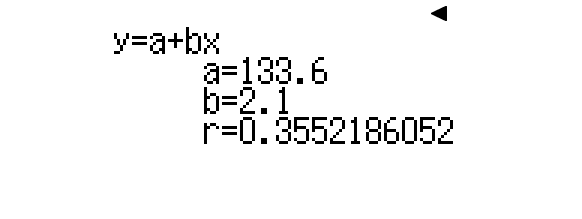 y=a+bx
a=133.6
b=2.1
r=0.3552186052